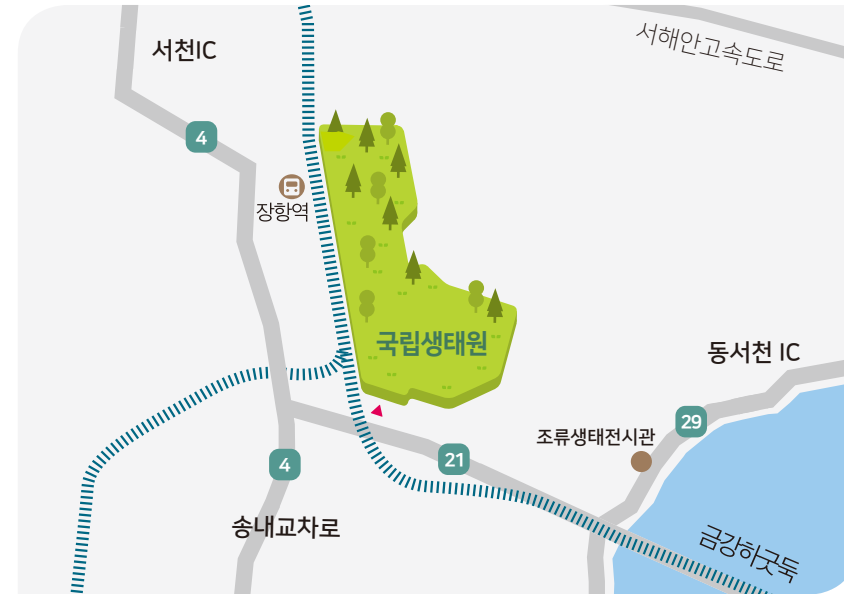 서천IC
서해안고속도로
4
장항역
국립생태원
동서천 IC
29
조류생태전시관
21
4
송내교차로
금강하굿둑